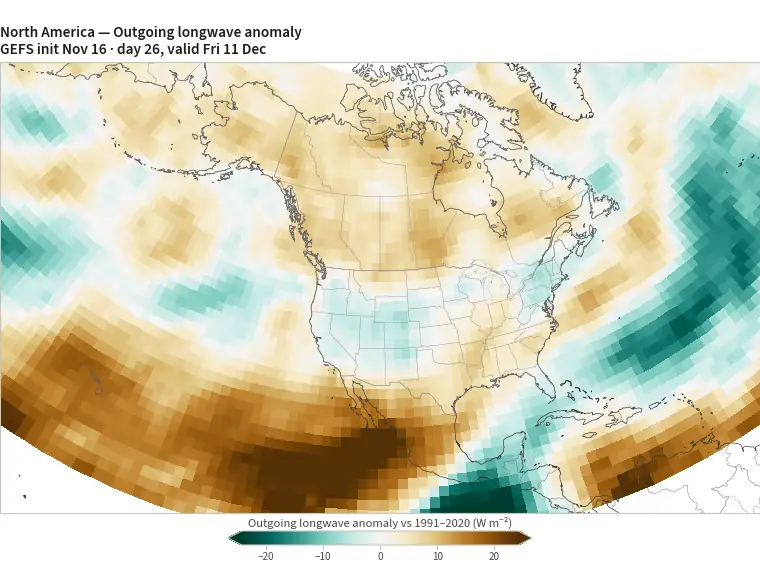 North America — Outgoing longwave anomaly
GEFS init Nov 16 · day 26, valid Fri 11 Dec
Outgoing longwave anomaly vs 1991–2020 (W m⁻²)
−20 −10 0 10 20